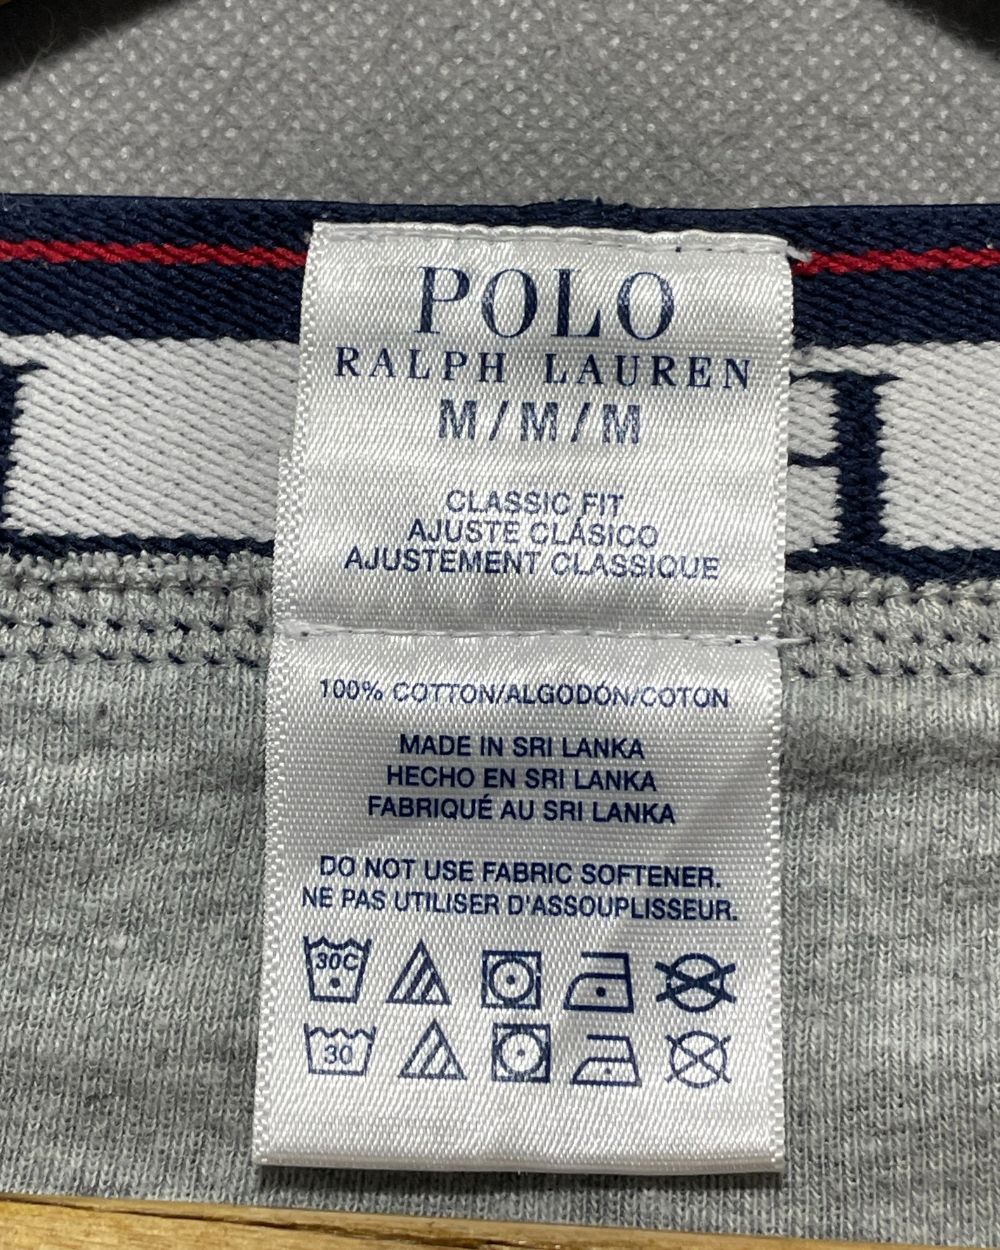 POLO
RALPH LAUREN
M/M/M
CLASSIC FIT
AJUSTE CLÁSICO
AJUSTEMENT CLASSIQUE
100% COTTON/ALGODÓN/COTON
MADE IN SRI LANKA
HECHO EN SRI LANKA
FABRIQUÉ AU SRI LANKA
DO NOT USE FABRIC SOFTENER.
NE PAS UTILISER D'ASSOUPLISSEUR.
30C
30